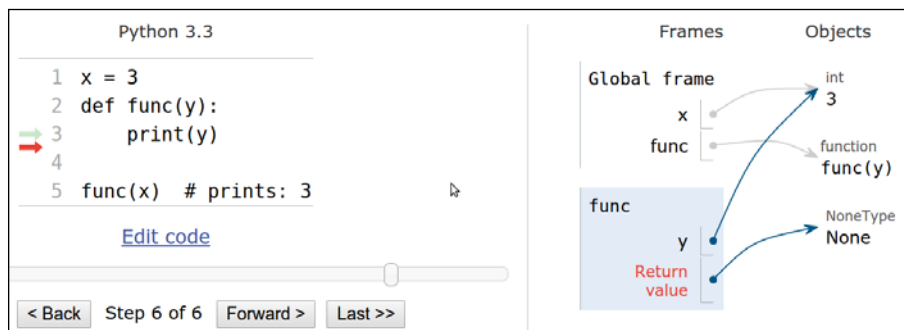 Python 3.3
1 x = 3
2 def func(y):
3     print(y)
4
5 func(x)  # prints: 3
Edit code
< Back Step 6 of 6 Forward > Last >>
Frames Objects
Global frame
x
func
int
3
function
func(y)
func
y
Return
value
NoneType
None